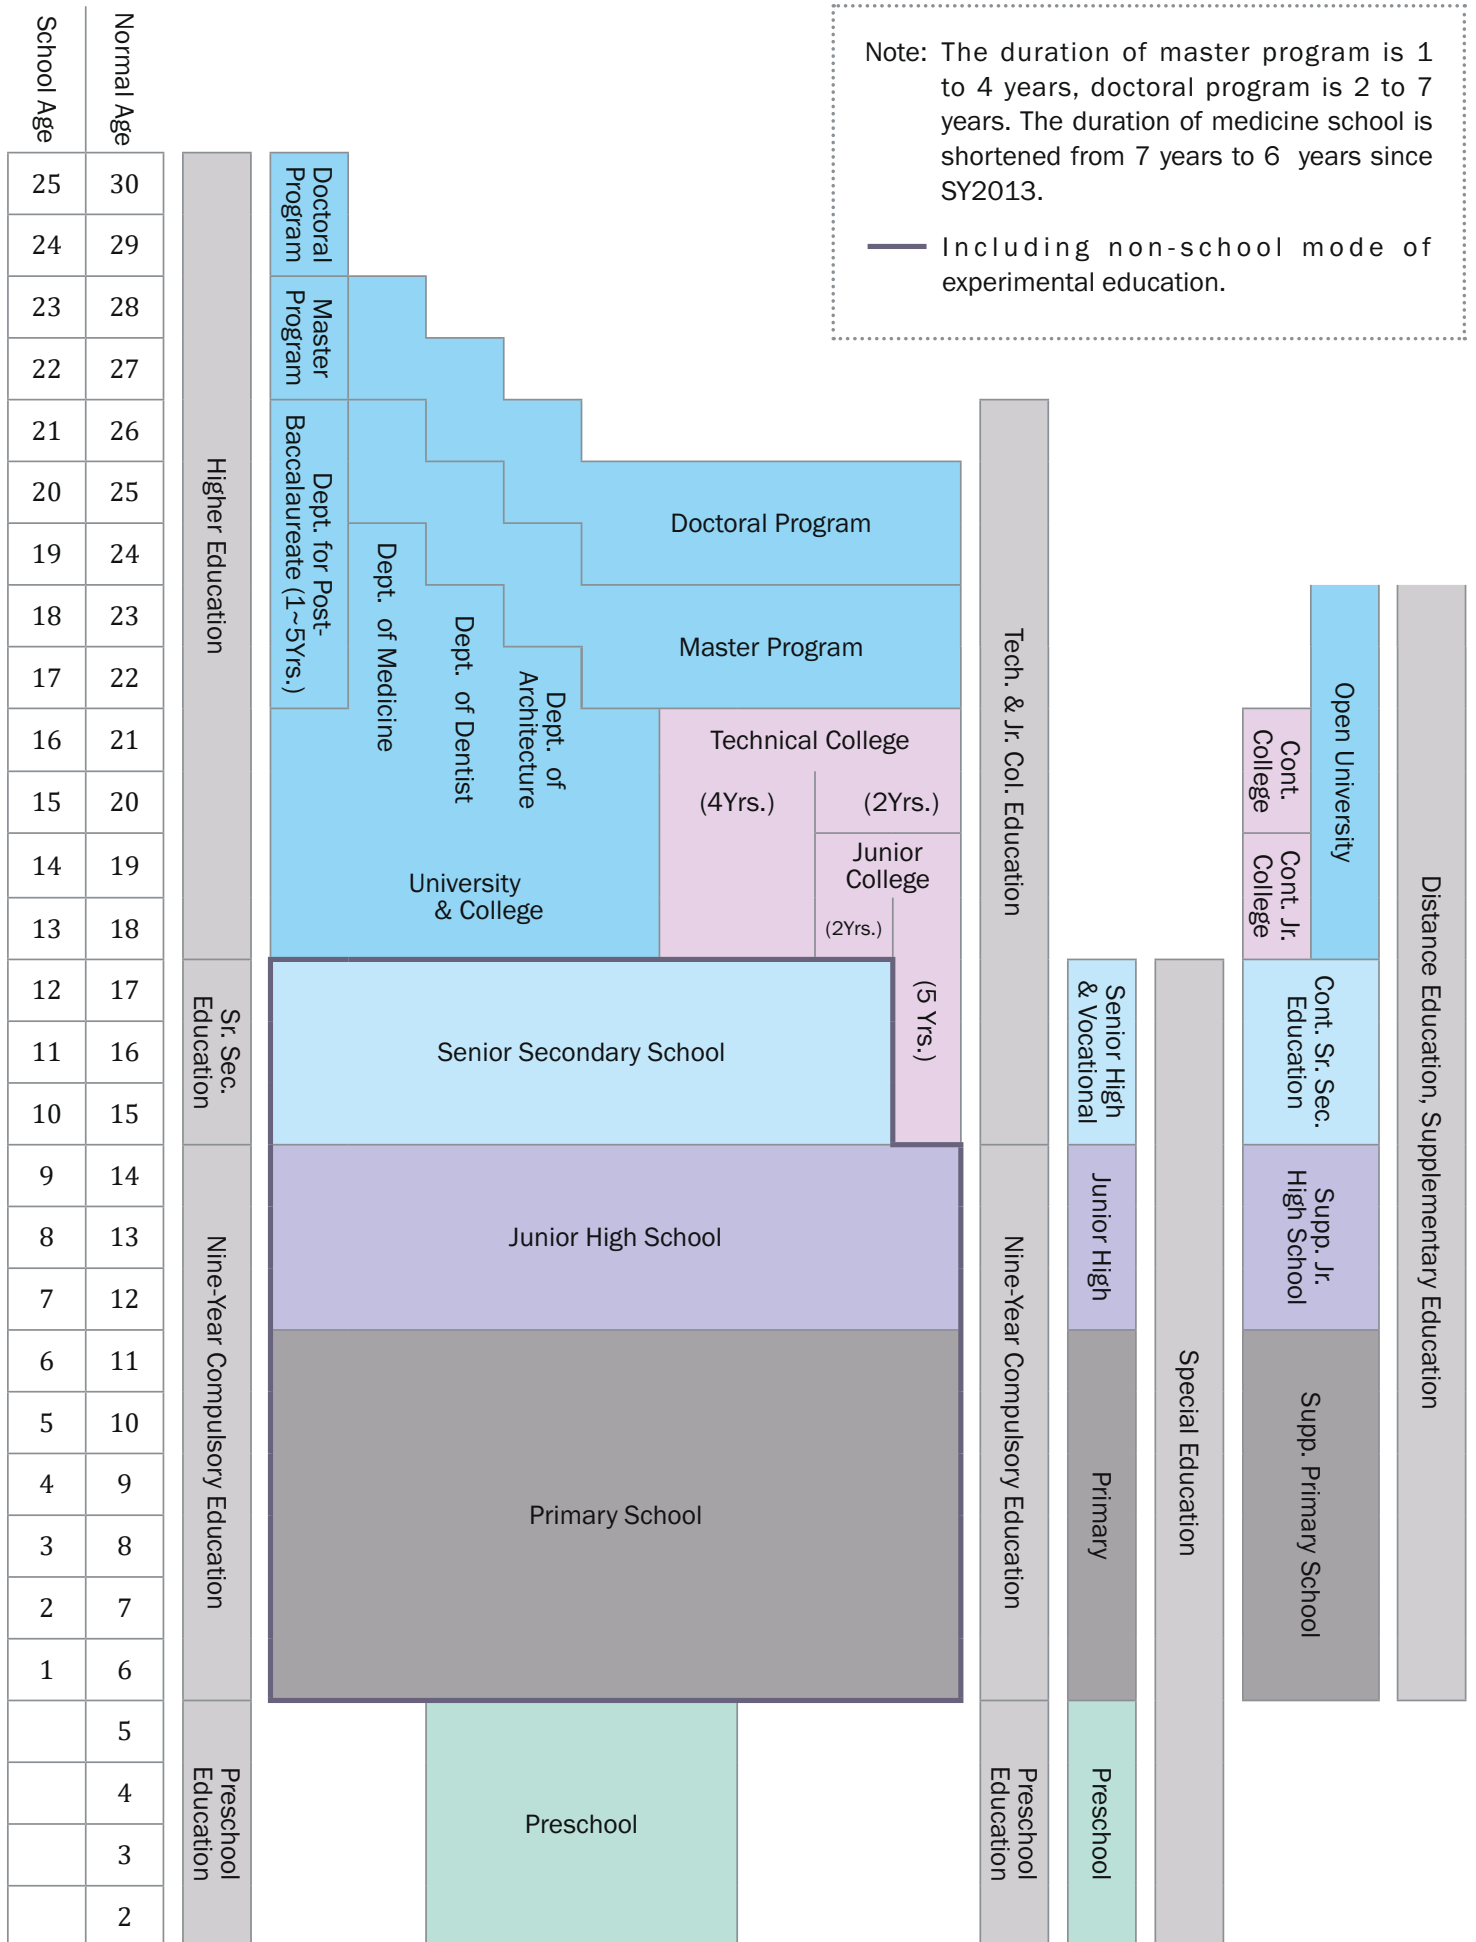 School Age
Normal Age
Note: The duration of master program is 1
to 4 years, doctoral program is 2 to 7
years. The duration of medicine school is
shortened from 7 years to 6 years since
SY2013.
Including non-school mode of
experimental education.
25 30
24 29
23 28
22 27
21 26
20 25
19 24
18 23
17 22
16 21
15 20
14 19
13 18
12 17
11 16
10 15
9 14
8 13
7 12
6 11
5 10
4 9
3 8
2 7
1 6
5
4
3
2
Higher Education
Sr. Sec.
Education
Nine-Year Compulsory Education
Preschool
Education
Doctoral
Program
Master
Program
Dept. for Post-
Baccalaureate (1~5Yrs.)
Dept. of Medicine
Dept. of Dentist
Dept. of
Architecture
Doctoral Program
Master Program
University
& College
Technical College
(4Yrs.)
(2Yrs.)
Junior
College
(2Yrs.)
(5 Yrs.)
Senior Secondary School
Junior High School
Primary School
Preschool
Tech. & Jr. Col. Education
Nine-Year Compulsory Education
Preschool
Education
Senior High
& Vocational
Junior High
Primary
Preschool
Special Education
Cont.
College
Cont. Jr.
College
Open University
Cont. Sr. Sec.
Education
Supp. Jr.
High School
Supp. Primary School
Distance Education, Supplementary Education